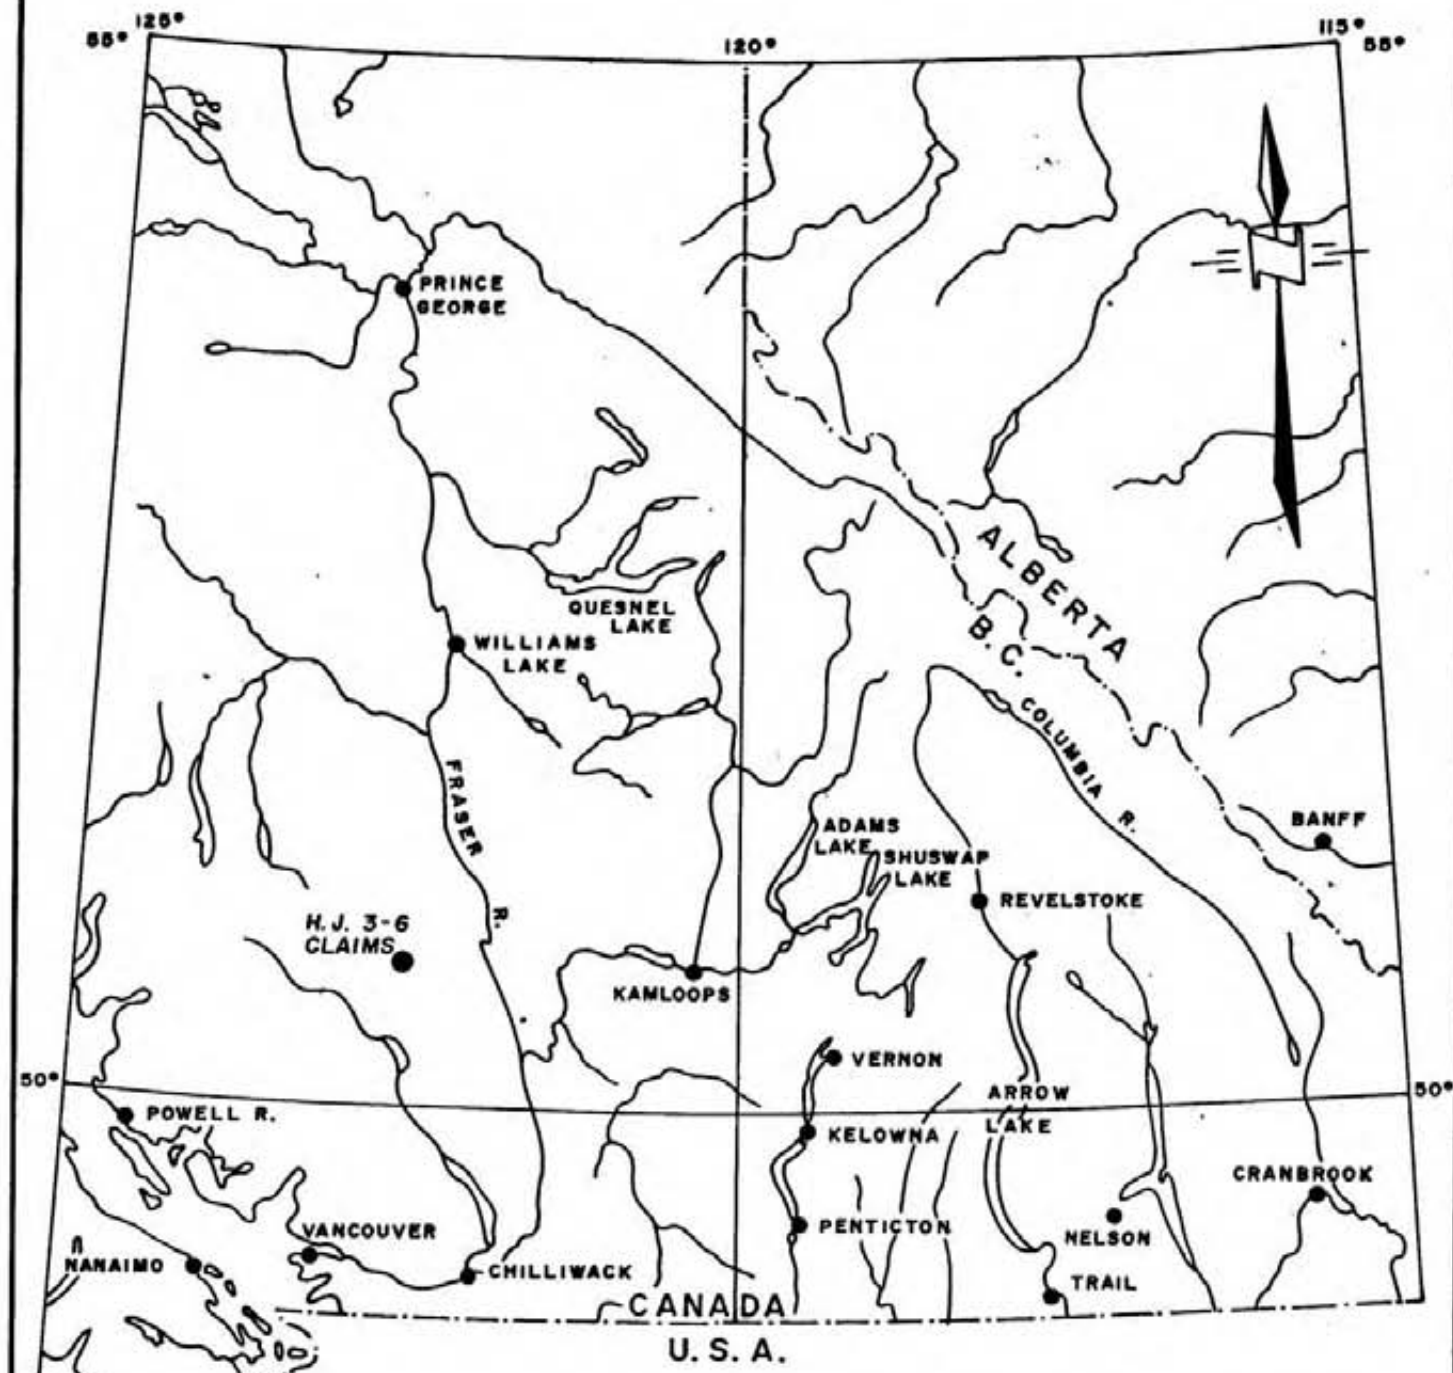 125°
55°
120°
115°
55°
PRINCE
GEORGE
QUESNEL
LAKE
WILLIAMS
LAKE
ALBERTA
B.C.
COLUMBIA R.
FRASER R.
BANFF
ADAMS
LAKE
SHUSWAP
LAKE
REVELSTOKE
H.J. 3-6
CLAIMS
KAMLOOPS
VERNON
50°
50°
ARROW
LAKE
POWELL R.
KELOWNA
CRANBROOK
VANCOUVER
PENTICTON
NELSON
NANAIMO
CHILLIWACK
TRAIL
CANADA
U.S.A.